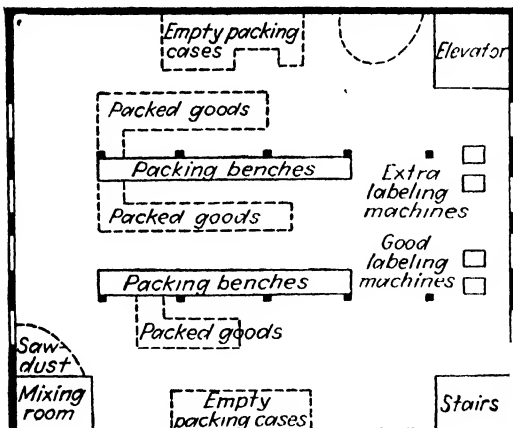 Empty packing
cases
Elevator
Packed goods
Packing benches
Extra
labeling
machines
Packed goods
Good
labeling
machines
Packing benches
Packed goods
Saw-
dust
Mixing
room
Empty
packing cases
Stairs